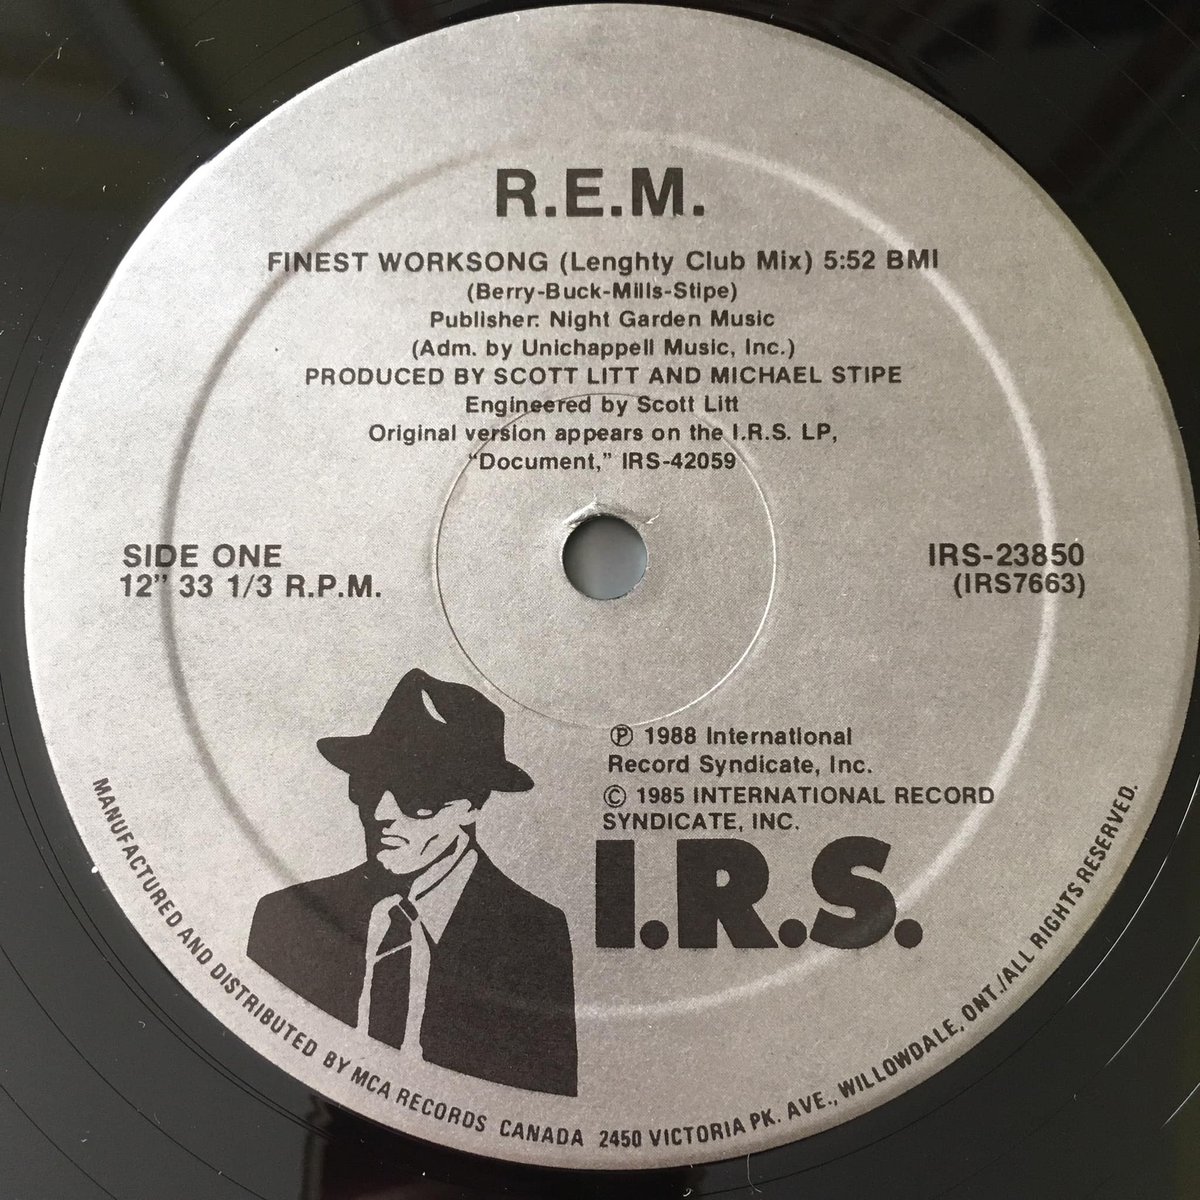 R.E.M.
FINEST WORKSONG (Lenghty Club Mix) 5:52 BMI
(Berry-Buck-Mills-Stipe)
Publisher: Night Garden Music
(Adm. by Unichappell Music, Inc.)
PRODUCED BY SCOTT LITT AND MICHAEL STIPE
Engineered by Scott Litt
Original version appears on the I.R.S. LP,
“Document,” IRS-42059
SIDE ONE
12” 33 1/3 R.P.M.
IRS-23850
(IRS7663)
Ⓟ 1988 International
Record Syndicate, Inc.
© 1985 INTERNATIONAL RECORD
SYNDICATE, INC.
I.R.S.
MANUFACTURED AND DISTRIBUTED BY MCA RECORDS CANADA 2450 VICTORIA PK. AVE., WILLOWDALE, ONT./ALL RIGHTS RESERVED.